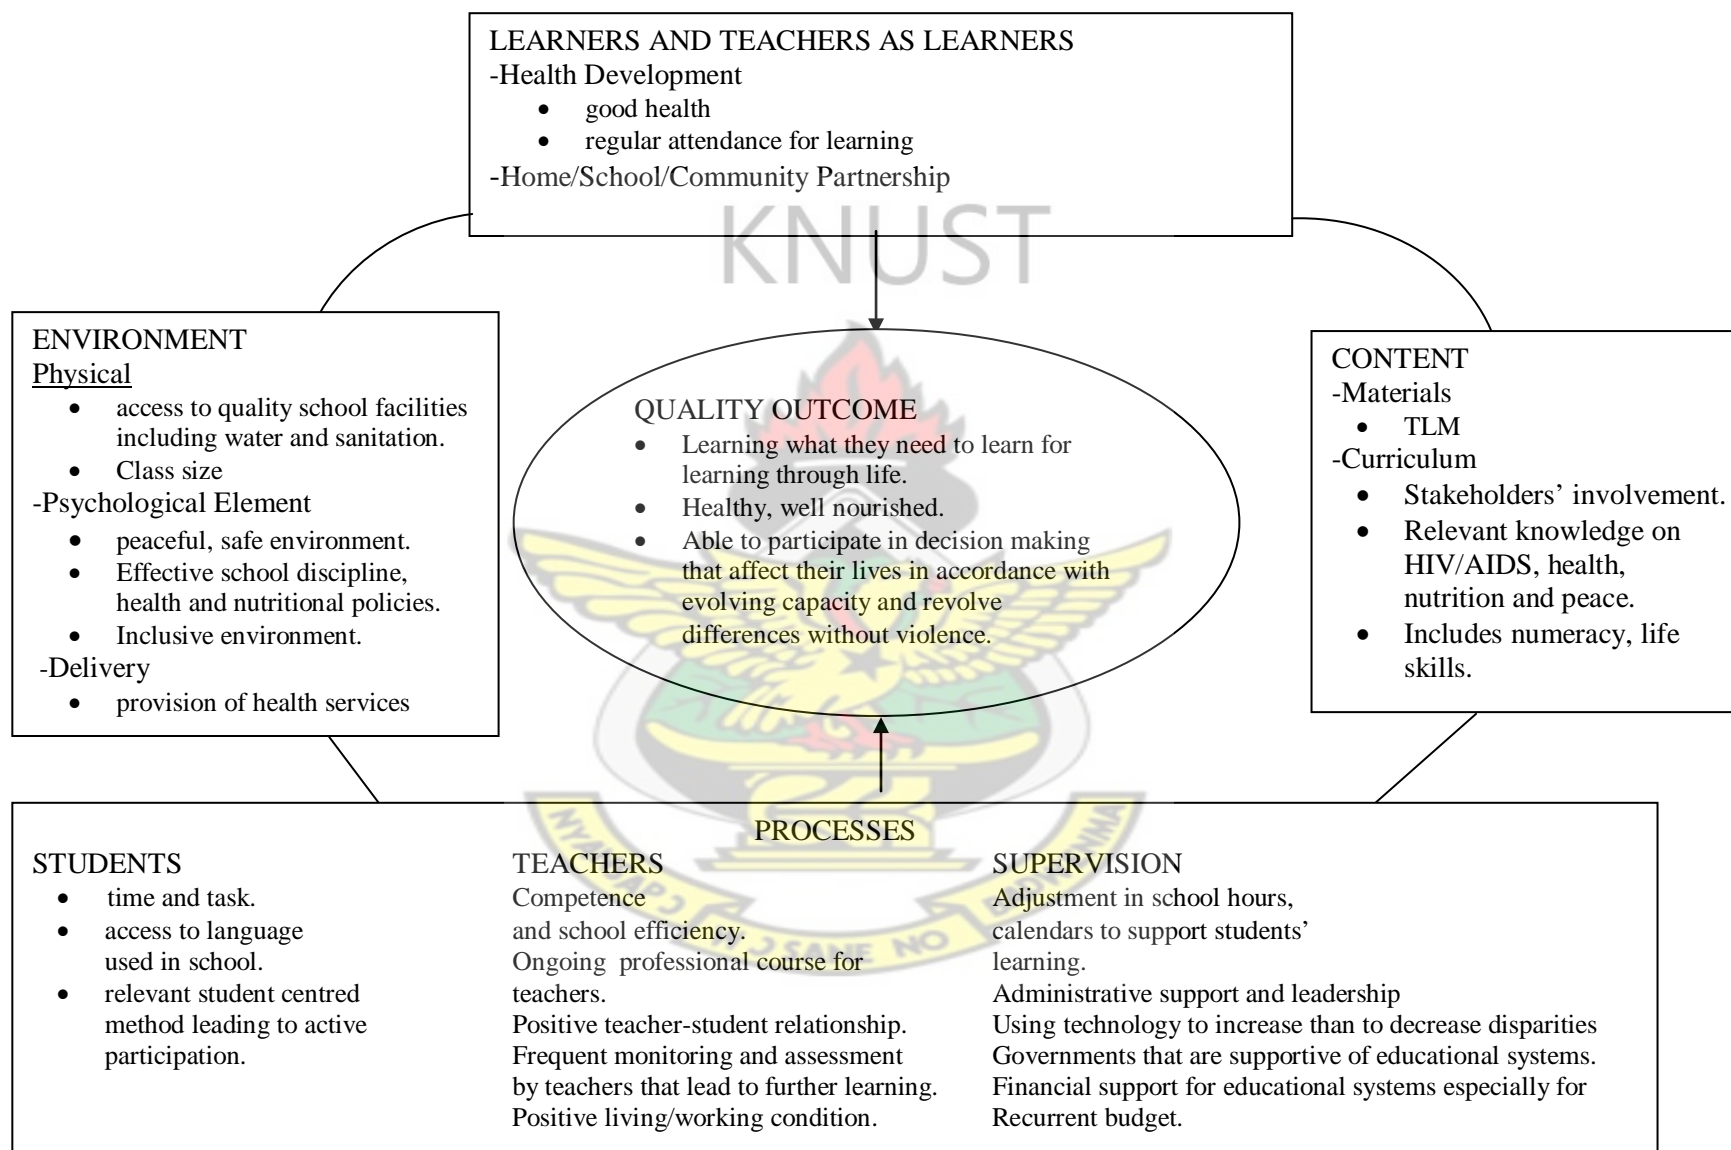 LEARNERS AND TEACHERS AS LEARNERS
-Health Development
• good health
• regular attendance for learning
-Home/School/Community Partnership
KNUST
ENVIRONMENT
Physical
• access to quality school facilities
including water and sanitation.
• Class size
-Psychological Element
• peaceful, safe environment.
• Effective school discipline,
health and nutritional policies.
• Inclusive environment.
-Delivery
• provision of health services
QUALITY OUTCOME
• Learning what they need to learn for
learning through life.
• Healthy, well nourished.
• Able to participate in decision making
that affect their lives in accordance with
evolving capacity and revolve
differences without violence.
CONTENT
-Materials
• TLM
-Curriculum
• Stakeholders’ involvement.
• Relevant knowledge on
HIV/AIDS, health,
nutrition and peace.
• Includes numeracy, life
skills.
PROCESSES
STUDENTS
• time and task.
• access to language
used in school.
• relevant student centred
method leading to active
participation.
TEACHERS
Competence
and school efficiency.
Ongoing professional course for
teachers.
Positive teacher-student relationship.
Frequent monitoring and assessment
by teachers that lead to further learning.
Positive living/working condition.
SUPERVISION
Adjustment in school hours,
calendars to support students’
learning.
Administrative support and leadership
Using technology to increase than to decrease disparities
Governments that are supportive of educational systems.
Financial support for educational systems especially for
Recurrent budget.
SANE NO